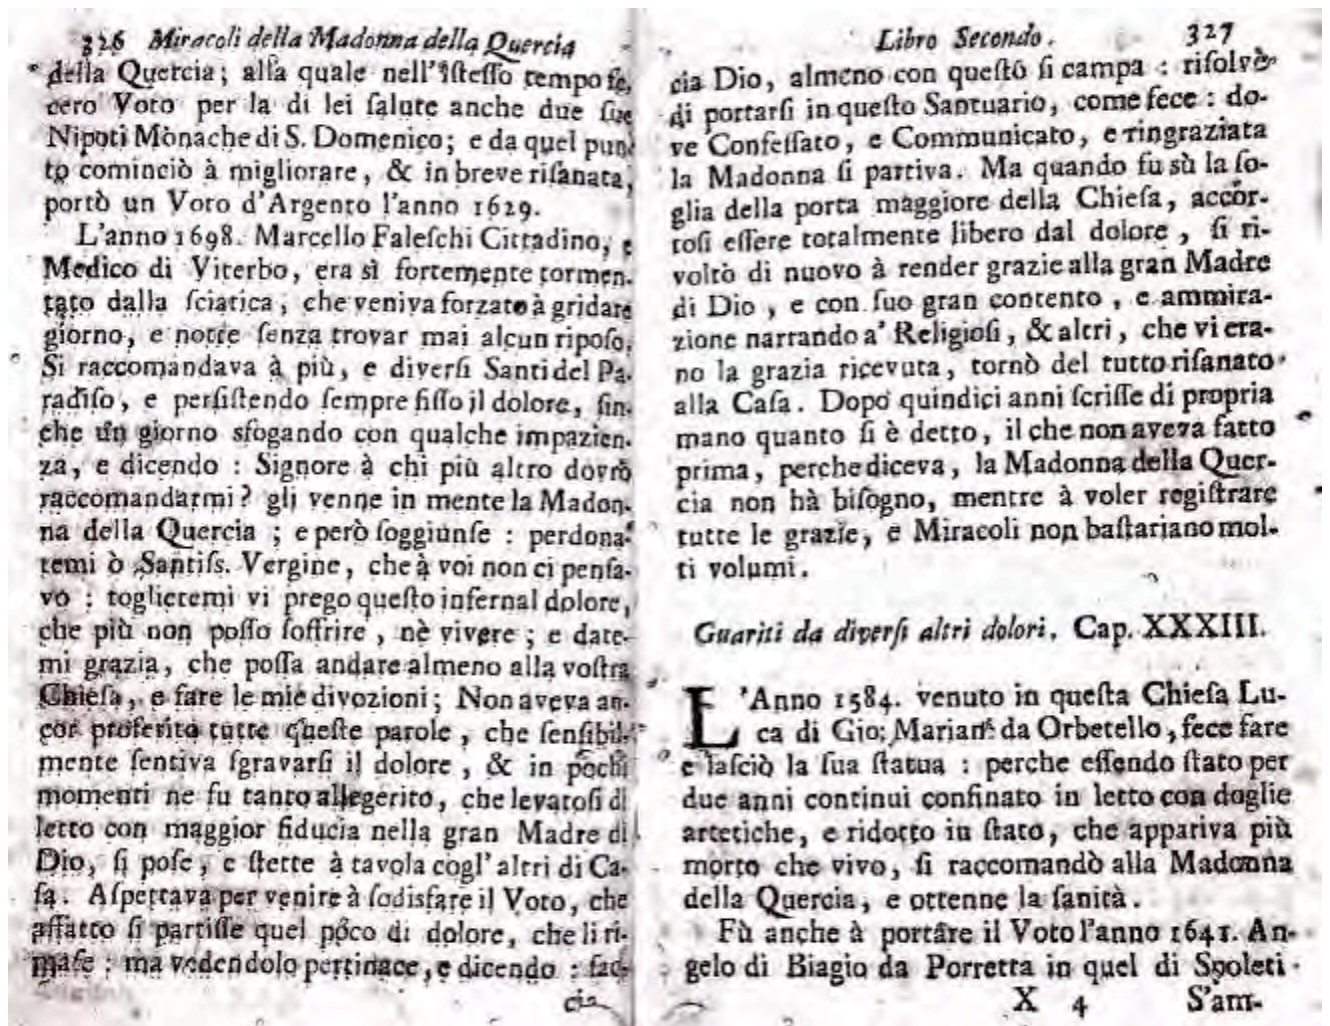 326 Miracoli della Madonna della Quercia
della Quercia; alla quale nell'iſteſſo tempo fe,
cero Voto per la di lei ſalute anche due ſue
Nipoti Mònache di S. Domenico; e da quel pun
to cominciò à migliorare, & in breve riſanata,
portò un Voto d'Argento l'anno 1629.
L'anno 1698. Marcello Faleſchi Cittadino, e
Medico di Viterbo, era sì fortemente tormen-
tato dalla ſciatica, che veniva forzato à gridare
giorno, e notte ſenza trovar mai alcun ripoſo,
Si raccomandava à più, e diverſi Santi del Pa-
radiſo, e perſiſtendo ſempre fiſſo il dolore, fin-
che un giorno sfogando con qualche impazien-
za, e dicendo : Signore à chi più altro dovrò
raccomandarmi? gli venne in mente la Madon-
na della Quercia ; e però ſoggiunſe : perdona-
temi ò Santiſs. Vergine, che à voi non ci penſa-
vo : toglietemi vi prego queſto infernal dolore,
che più non poſſo ſoffrire, nè vivere ; e date-
mi grazia, che poſſa andare almeno alla voſtra
Chieſa, e fare le mie divozioni; Non aveva an-
cor proferito tutte queſte parole, che ſenſibil-
mente ſentiva ſgravarſi il dolore, & in pochi
momenti ne fu tanto allegerito, che levatoſi di
letto con maggior fiducia nella gran Madre di
Dio, ſi poſe, e ſtette à tavola cogl' altri di Ca-
ſa. Aſpettava per venire à ſodisfare il Voto, che
affatto ſi partiſſe quel poco di dolore, che li ri-
maſe : ma vedendolo pertinace, e dicendo : fac-
cia
Libro Secondo. 327
cia Dio, almeno con queſto ſi campa : riſolvè
di portarſi in queſto Santuario, come fece : do-
ve Confeſſato, e Communicato, e ringraziata
la Madonna ſi partiva. Ma quando fu sù la ſo-
glia della porta maggiore della Chieſa, accor-
toſi eſſere totalmente libero dal dolore, ſi ri-
voltò di nuovo à render grazie alla gran Madre
di Dio, e con ſuo gran contento, e ammira-
zione narrando a' Religioſi, & altri, che vi era-
no la grazia ricevuta, tornò del tutto riſanato
alla Caſa. Dopo quindici anni ſcriſſe di propria
mano quanto ſi è detto, il che non aveva fatto
prima, perche diceva, la Madonna della Quer-
cia non hà biſogno, mentre à voler regiſtrare
tutte le grazie, e Miracoli non baſtariano mol-
ti volumi.
Guariti da diverſi altri dolori. Cap. XXXIII.
L'Anno 1584. venuto in queſta Chieſa Lu-
ca di Gio: da Orbetello, fece fare
e laſciò la ſua ſtatua : perche eſſendo ſtato per
due anni continui confinato in letto con doglie
artetiche, e ridotto in ſtato, che appariva più
morto che vivo, ſi raccomandò alla Madonna
della Quercia, e ottenne la ſanità.
Fù anche à portare il Voto l'anno 1641. An-
gelo di Biagio da Porretta in quel di Spoleti
X 4 S'am-